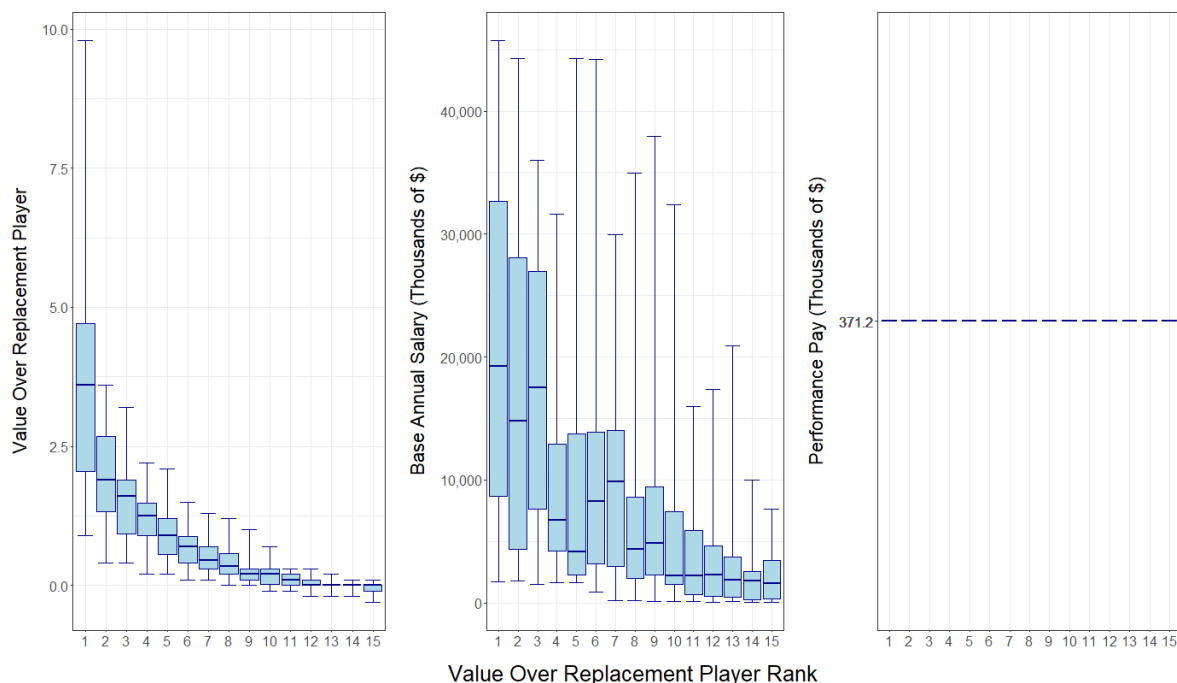 Value Over Replacement Player
10.0
7.5
5.0
2.5
0.0
1 2 3 4 5 6 7 8 9 10 11 12 13 14 15
Base Annual Salary (Thousands of $)
40,000
30,000
20,000
10,000
0
1 2 3 4 5 6 7 8 9 10 11 12 13 14 15
Performance Pay (Thousands of $)
371.2
1 2 3 4 5 6 7 8 9 10 11 12 13 14 15
Value Over Replacement Player Rank